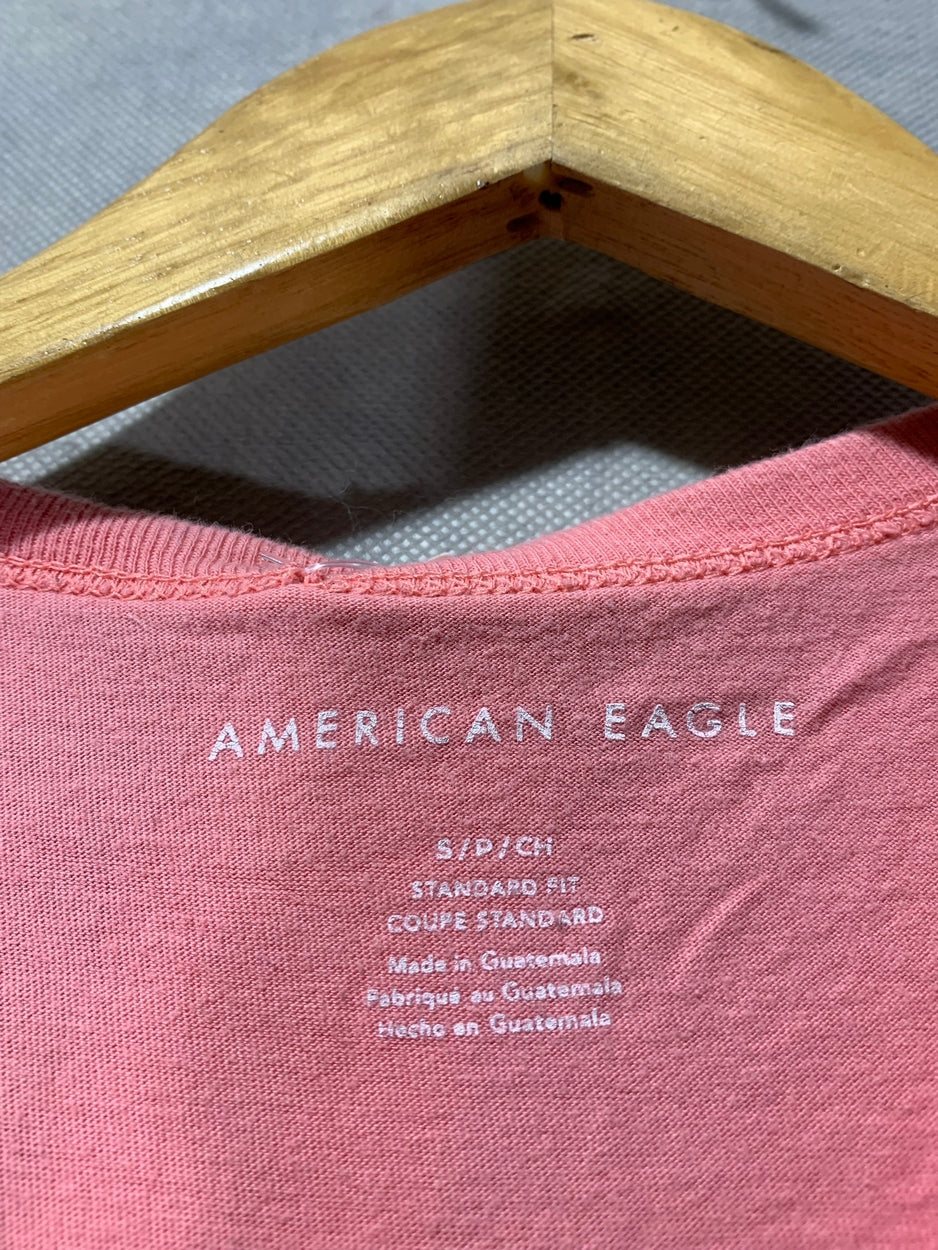 AMERICAN EAGLE
S/P/CH
STANDARD FIT
COUPE STANDARD
Made in Guatemala
Fabriqué au Guatemala
Hecho en Guatemala